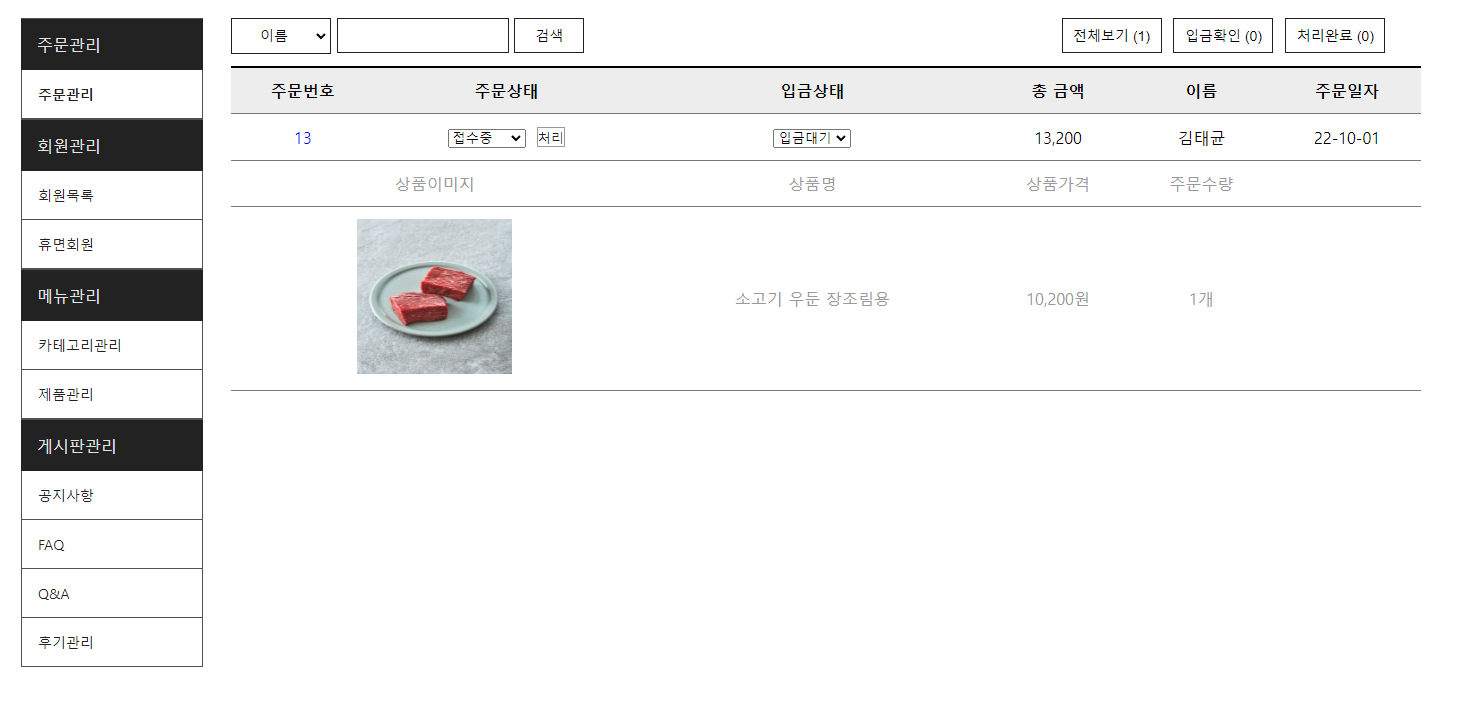 주문관리
주문관리
회원관리
회원목록
휴면회원
메뉴관리
카테고리관리
제품관리
게시판관리
공지사항
FAQ
Q&A
후기관리
이름 검색 전체보기 (1) 입금확인 (0) 처리완료 (0)
주문번호 주문상태 입금상태 총 금액 이름 주문일자
13 접수중 처리 입금대기 13,200 김태균 22-10-01
상품이미지 상품명 상품가격 주문수량
소고기 우둔 장조림용 10,200원 1개